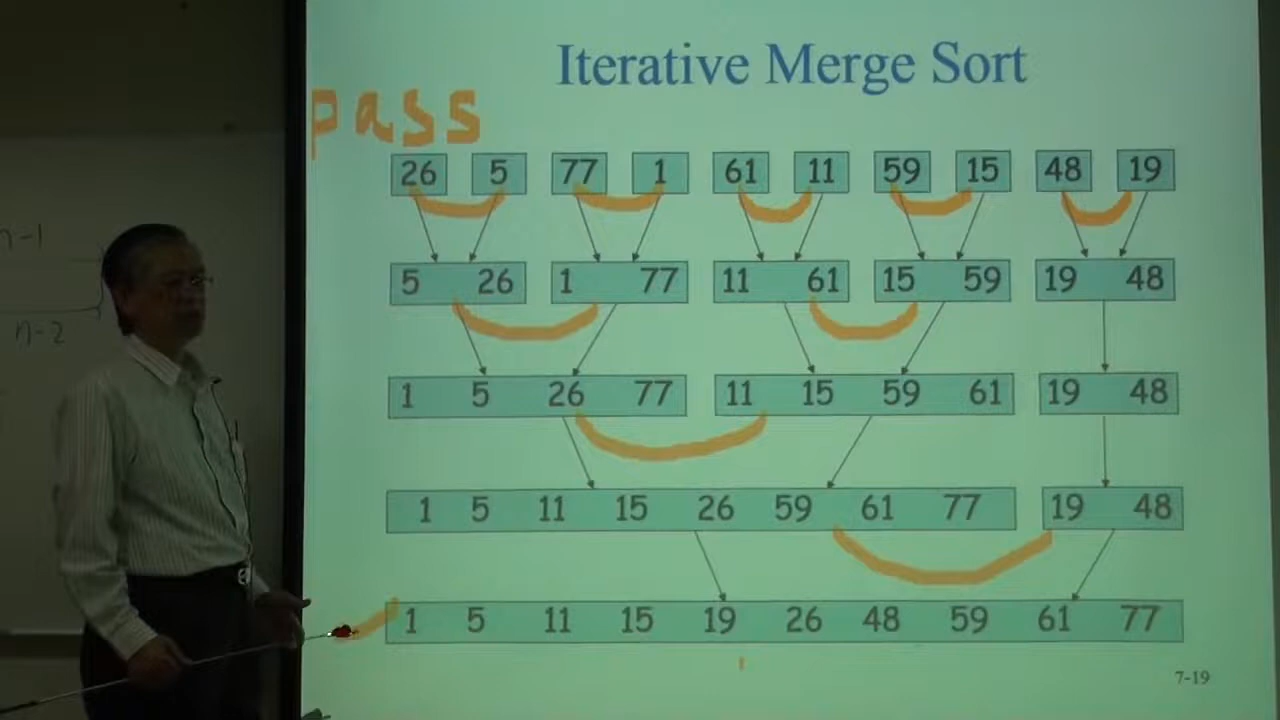 Iterative Merge Sort
pass
26 5 77 1 61 11 59 15 48 19
5 26 1 77 11 61 15 59 19 48
1 5 26 77 11 15 59 61 19 48
1 5 11 15 26 59 61 77 19 48
1 5 11 15 19 26 48 59 61 77
7-19
n-1
n-2